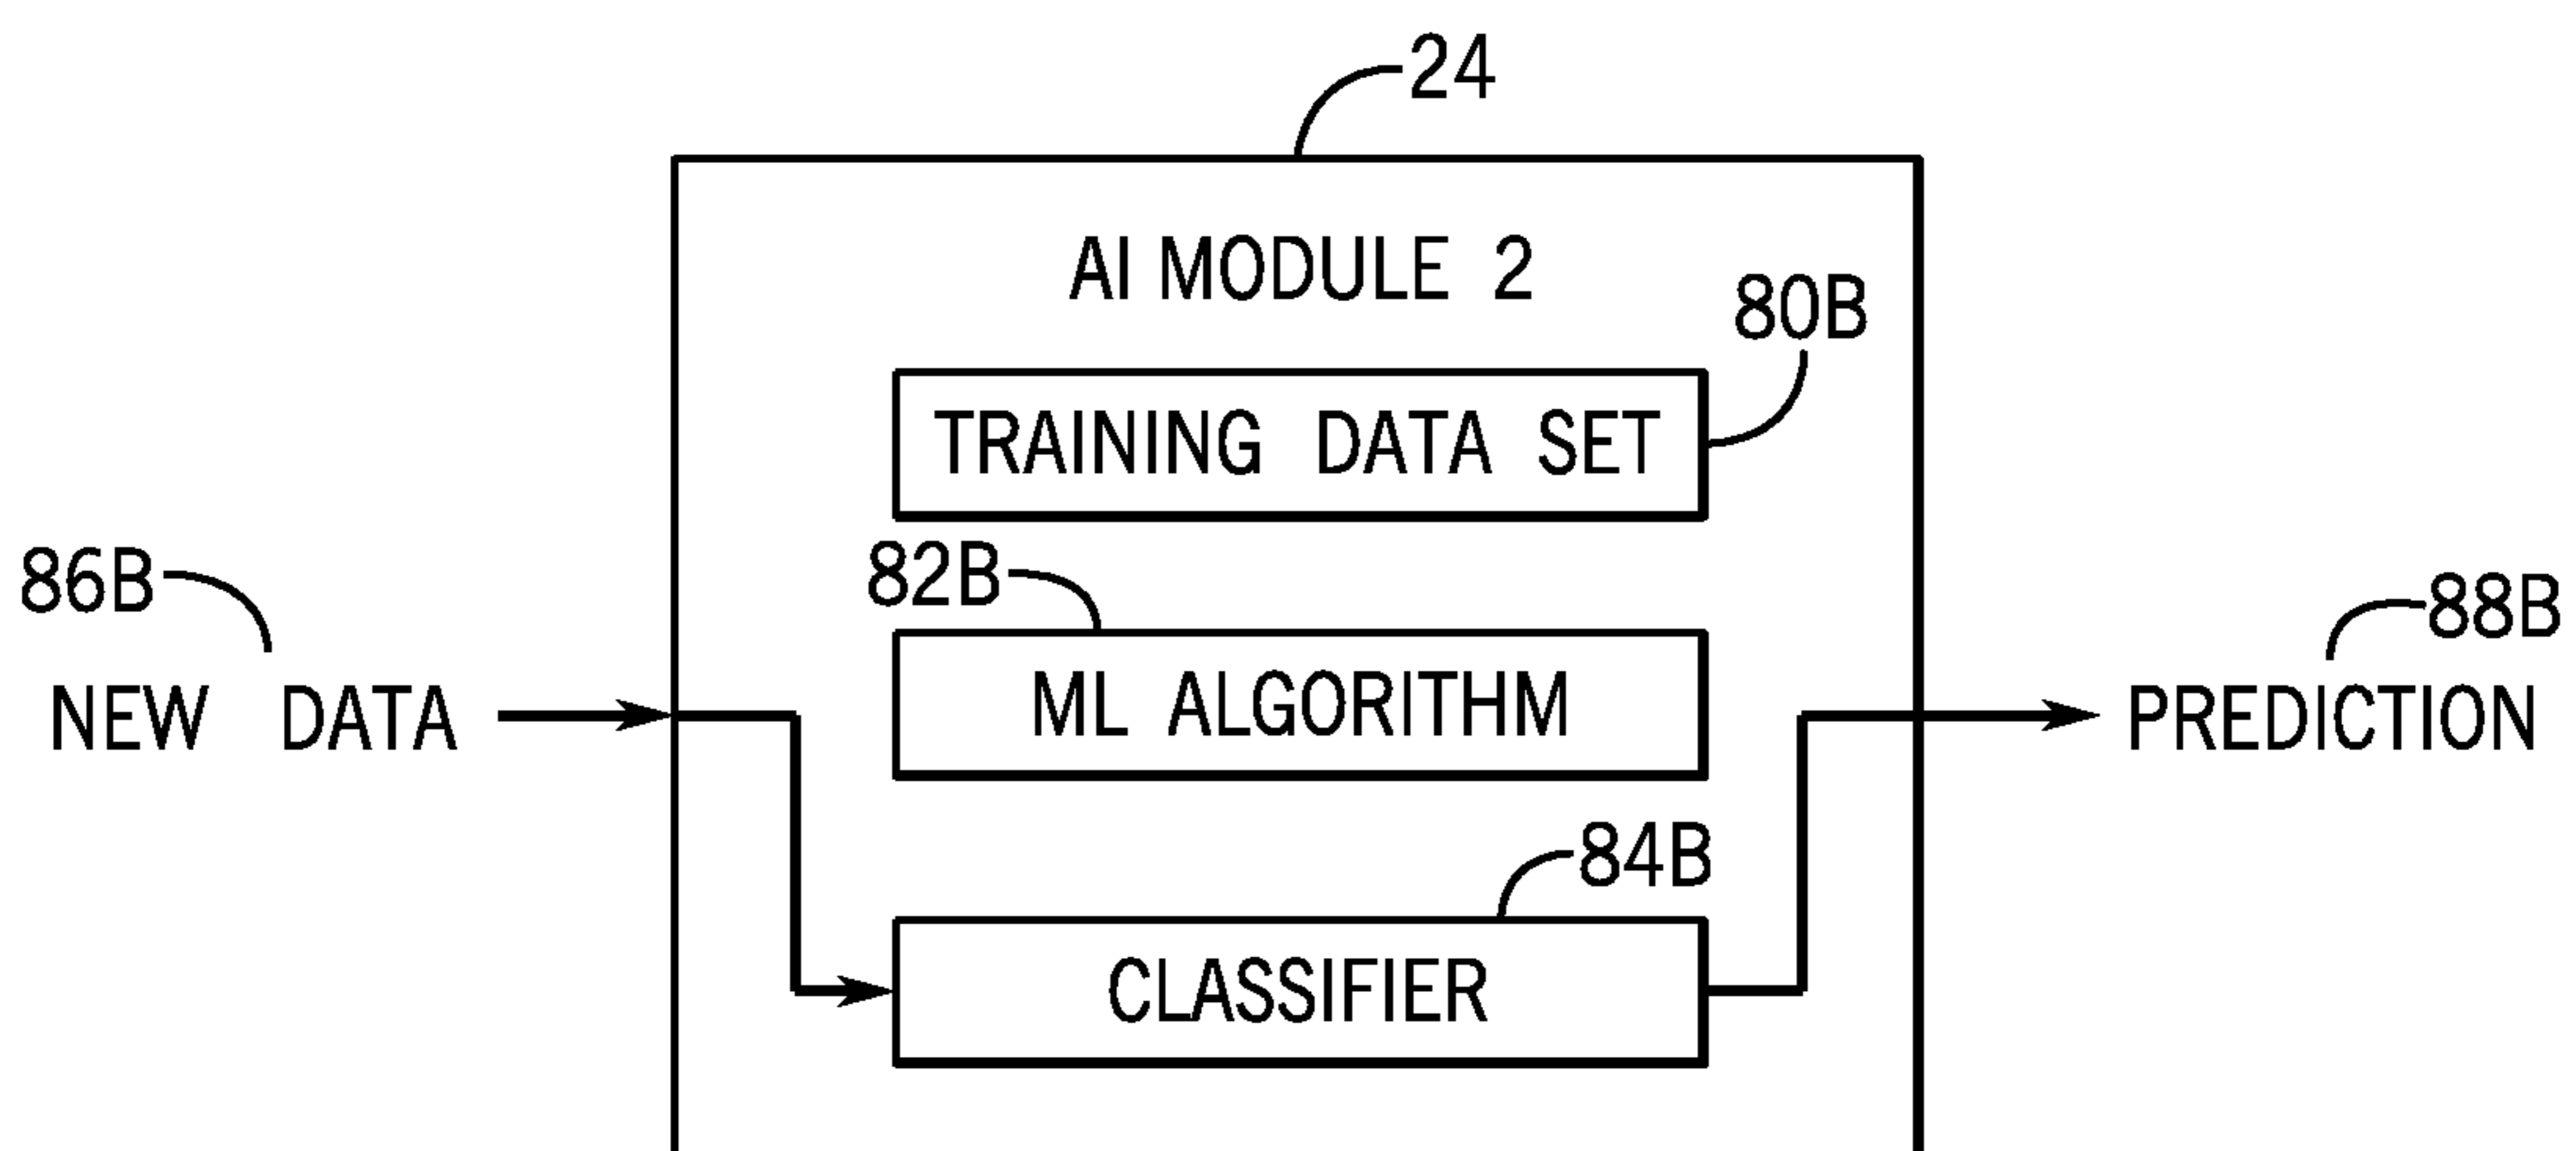 24
AI MODULE 2
80B
TRAINING DATA SET
86B
82B
88B
NEW DATA
ML ALGORITHM
PREDICTION
84B
CLASSIFIER